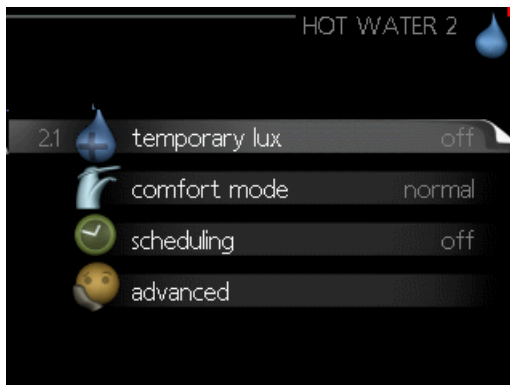 HOT WATER 2
2.1 temporary lux off
comfort mode normal
scheduling off
advanced